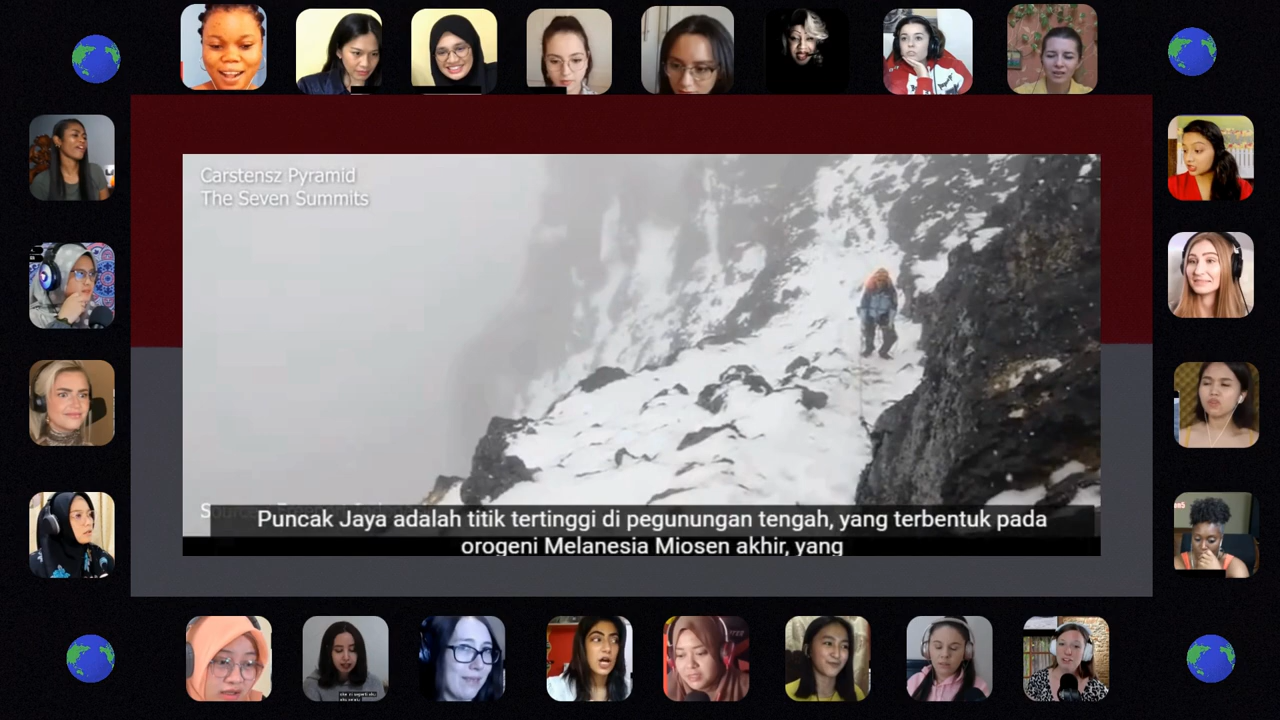 Carstensz Pyramid
The Seven Summits
Puncak Jaya adalah titik tertinggi di pegunungan tengah, yang terbentuk pada
orogeni Melanesia Miosen akhir, yang